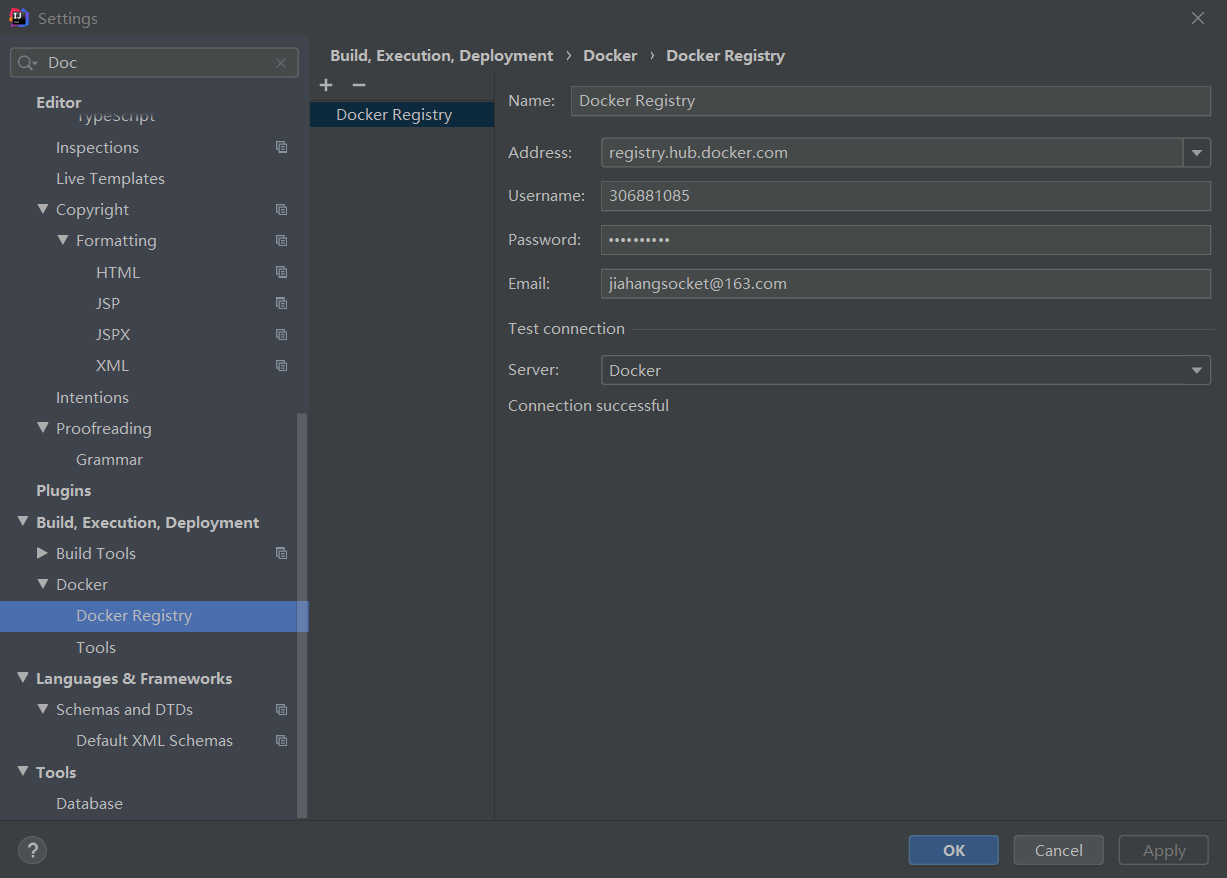 Settings
Doc
Editor
TypeScript
Inspections
Live Templates
Copyright
Formatting
HTML
JSP
JSPX
XML
Intentions
Proofreading
Grammar
Plugins
Build, Execution, Deployment
Build Tools
Docker
Docker Registry
Tools
Languages & Frameworks
Schemas and DTDs
Default XML Schemas
Tools
Database
Build, Execution, Deployment › Docker › Docker Registry
Docker Registry
Name: Docker Registry
Address: registry.hub.docker.com
Username: 306881085
Password: ••••••••••
Email: jiahangsocket@163.com
Test connection
Server: Docker
Connection successful
?
OK Cancel Apply